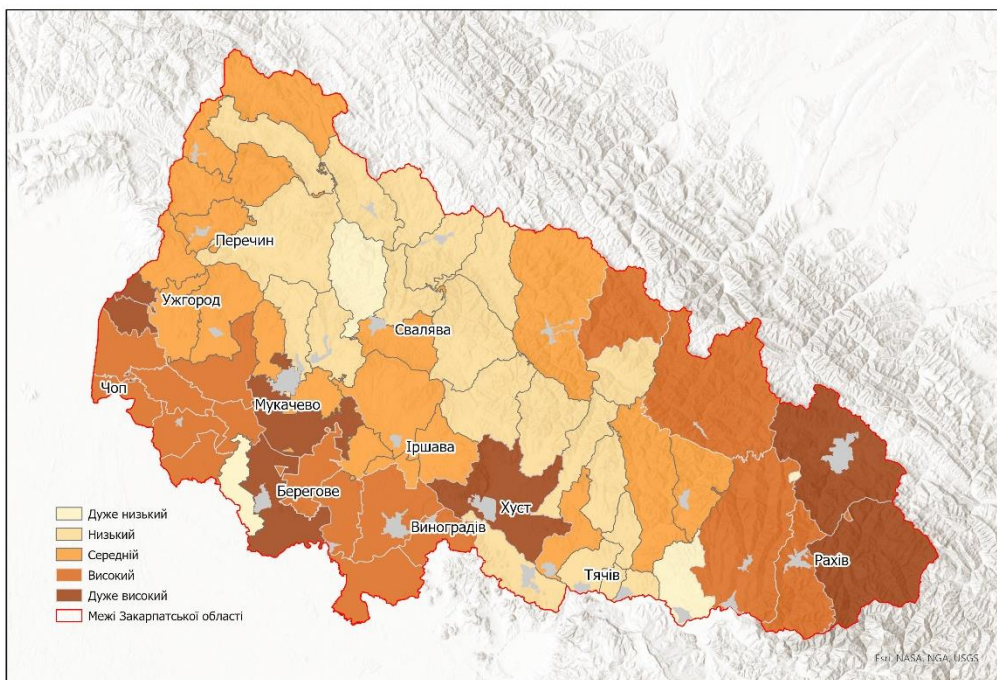 Перечин
Ужгород
Свалява
Чоп
Мукачево
Іршава
Берегове
Хуст
Виноградів
Тячів
Рахів
Дуже низький
Низький
Середній
Високий
Дуже високий
Межі Закарпатської області
Esri, NASA, NGA, USGS